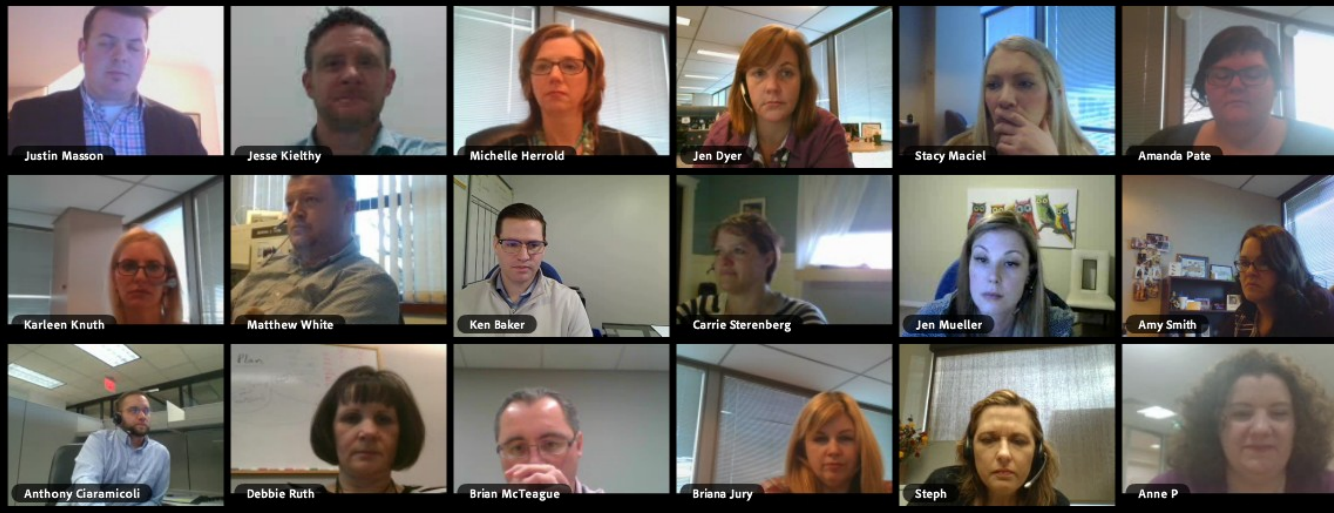 Justin Masson
Jesse Kielthy
Michelle Herrold
Jen Dyer
Stacy Maciel
Amanda Pate
Karleen Knuth
Matthew White
Ken Baker
Carrie Sterenberg
Jen Mueller
Amy Smith
Plan
Anthony Ciaramicoli
Debbie Ruth
Brian McTeague
Briana Jury
Steph
Anne P